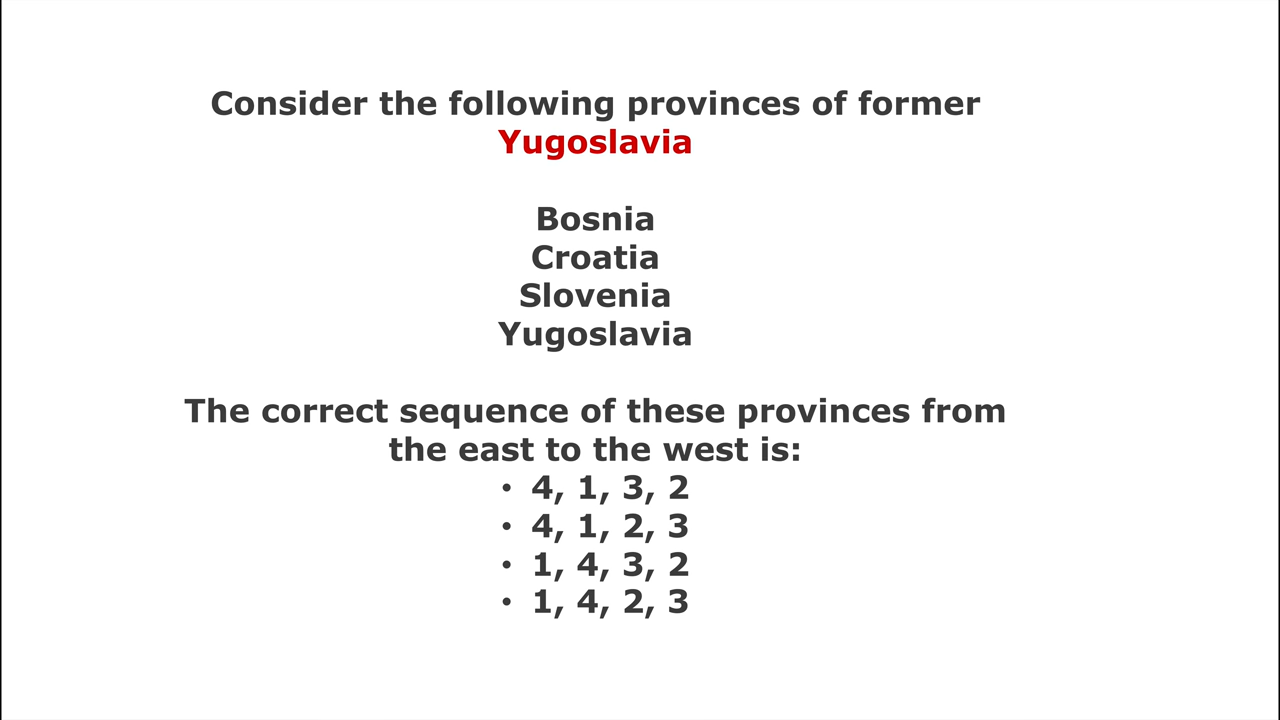 Consider the following provinces of former
Yugoslavia
Bosnia
Croatia
Slovenia
Yugoslavia
The correct sequence of these provinces from
the east to the west is:
• 4, 1, 3, 2
• 4, 1, 2, 3
• 1, 4, 3, 2
• 1, 4, 2, 3